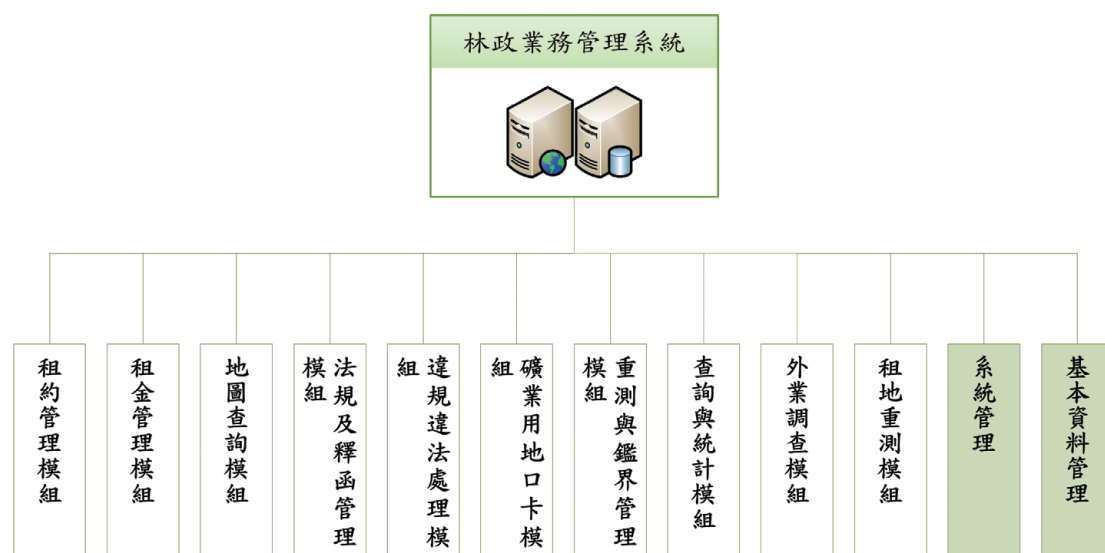 林政業務管理系統
租約管理模組
租金管理模組
地圖查詢模組
法規及釋函管理
模組
違規違法處理模
組
礦業用地口卡模
組
重測與鑑界管理
模組
查詢與統計模組
外業調查模組
租地重測模組
系統管理
基本資料管理